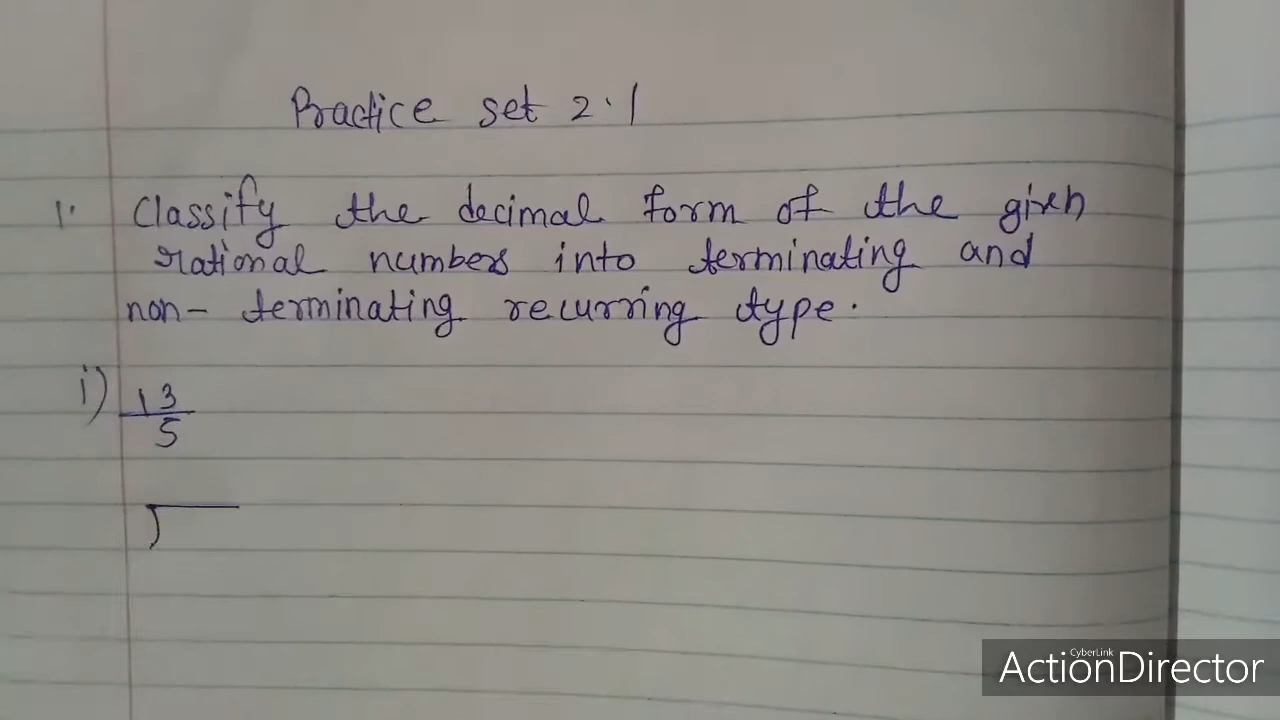 Practice set 2.1
1. Classify the decimal form of the given
rational numbers into terminating and
non- terminating recurring type.
i) 13
5
CyberLink
ActionDirector